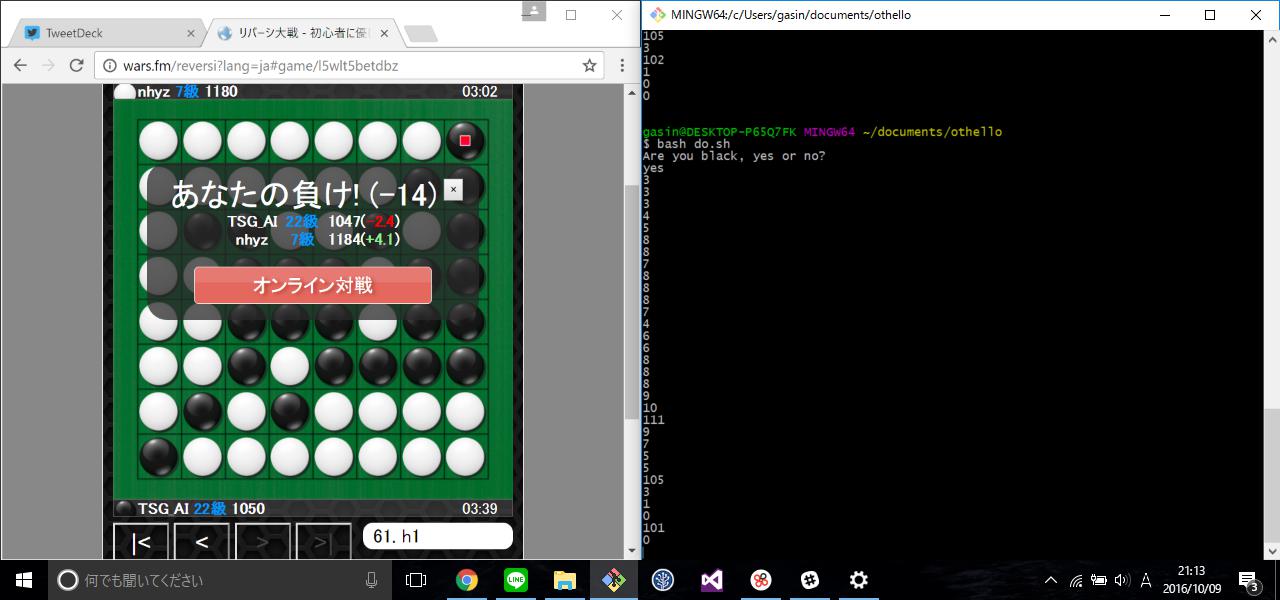 TweetDeck
リバーシ大戦 - 初心者に優
wars.fm/reversi?lang=ja#game/l5wlt5betdbz
nhyz 7級 1180 03:02
あなたの負け! (-14)
TSG_AI 22級 1047(-2.4)
nhyz 7級 1184(+4.1)
オンライン対戦
TSG_AI 22級 1050 03:39
|< < > >|
61. h1
MINGW64:/c/Users/gasin/documents/othello
105
3
102
1
0
0
gasin@DESKTOP-P65Q7FK MINGW64 ~/documents/othello
$ bash do.sh
Are you black, yes or no?
yes
3
3
3
4
5
8
8
7
8
8
8
7
4
6
6
8
8
8
9
10
111
9
7
5
5
105
3
1
0
101
0
何でも聞いてください
LINE
A
21:13
2016/10/09
3